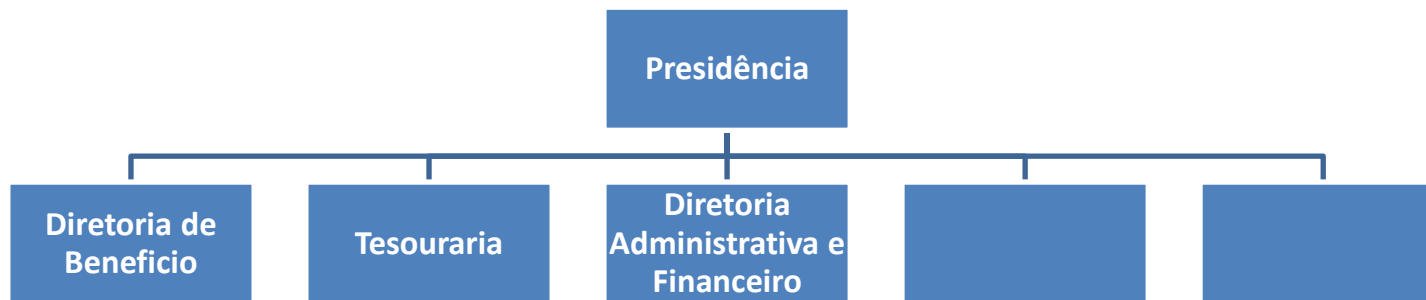 Presidência
Diretoria de
Beneficio
Tesouraria
Diretoria
Administrativa e
Financeiro